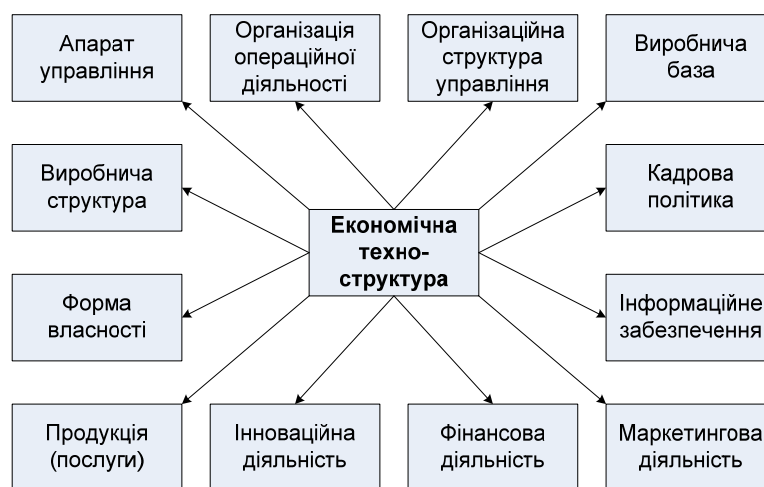 Апарат
управління
Організація
операційної
діяльності
Організаційна
структура
управління
Виробнича
база
Виробнича
структура
Кадрова
політика
Економічна
техно-
структура
Форма
власності
Інформаційне
забезпечення
Продукція
(послуги)
Інноваційна
діяльність
Фінансова
діяльність
Маркетингова
діяльність